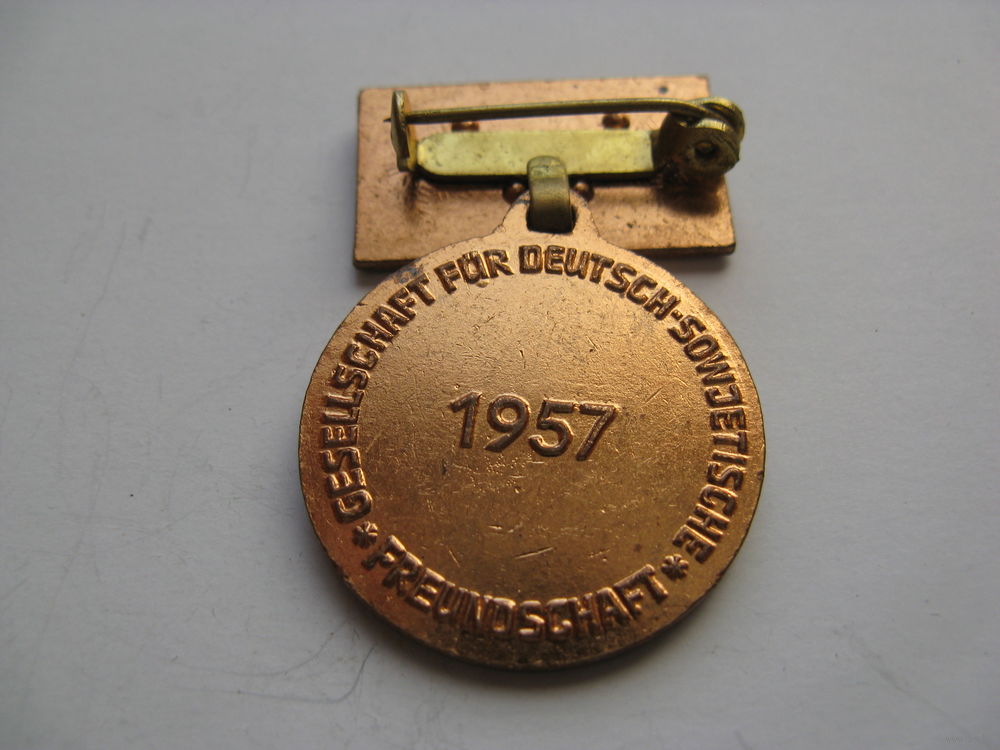 GESELLSCHAFT FÜR DEUTSCH-SOWJETISCHE
* FREUNDSCHAFT *
1957